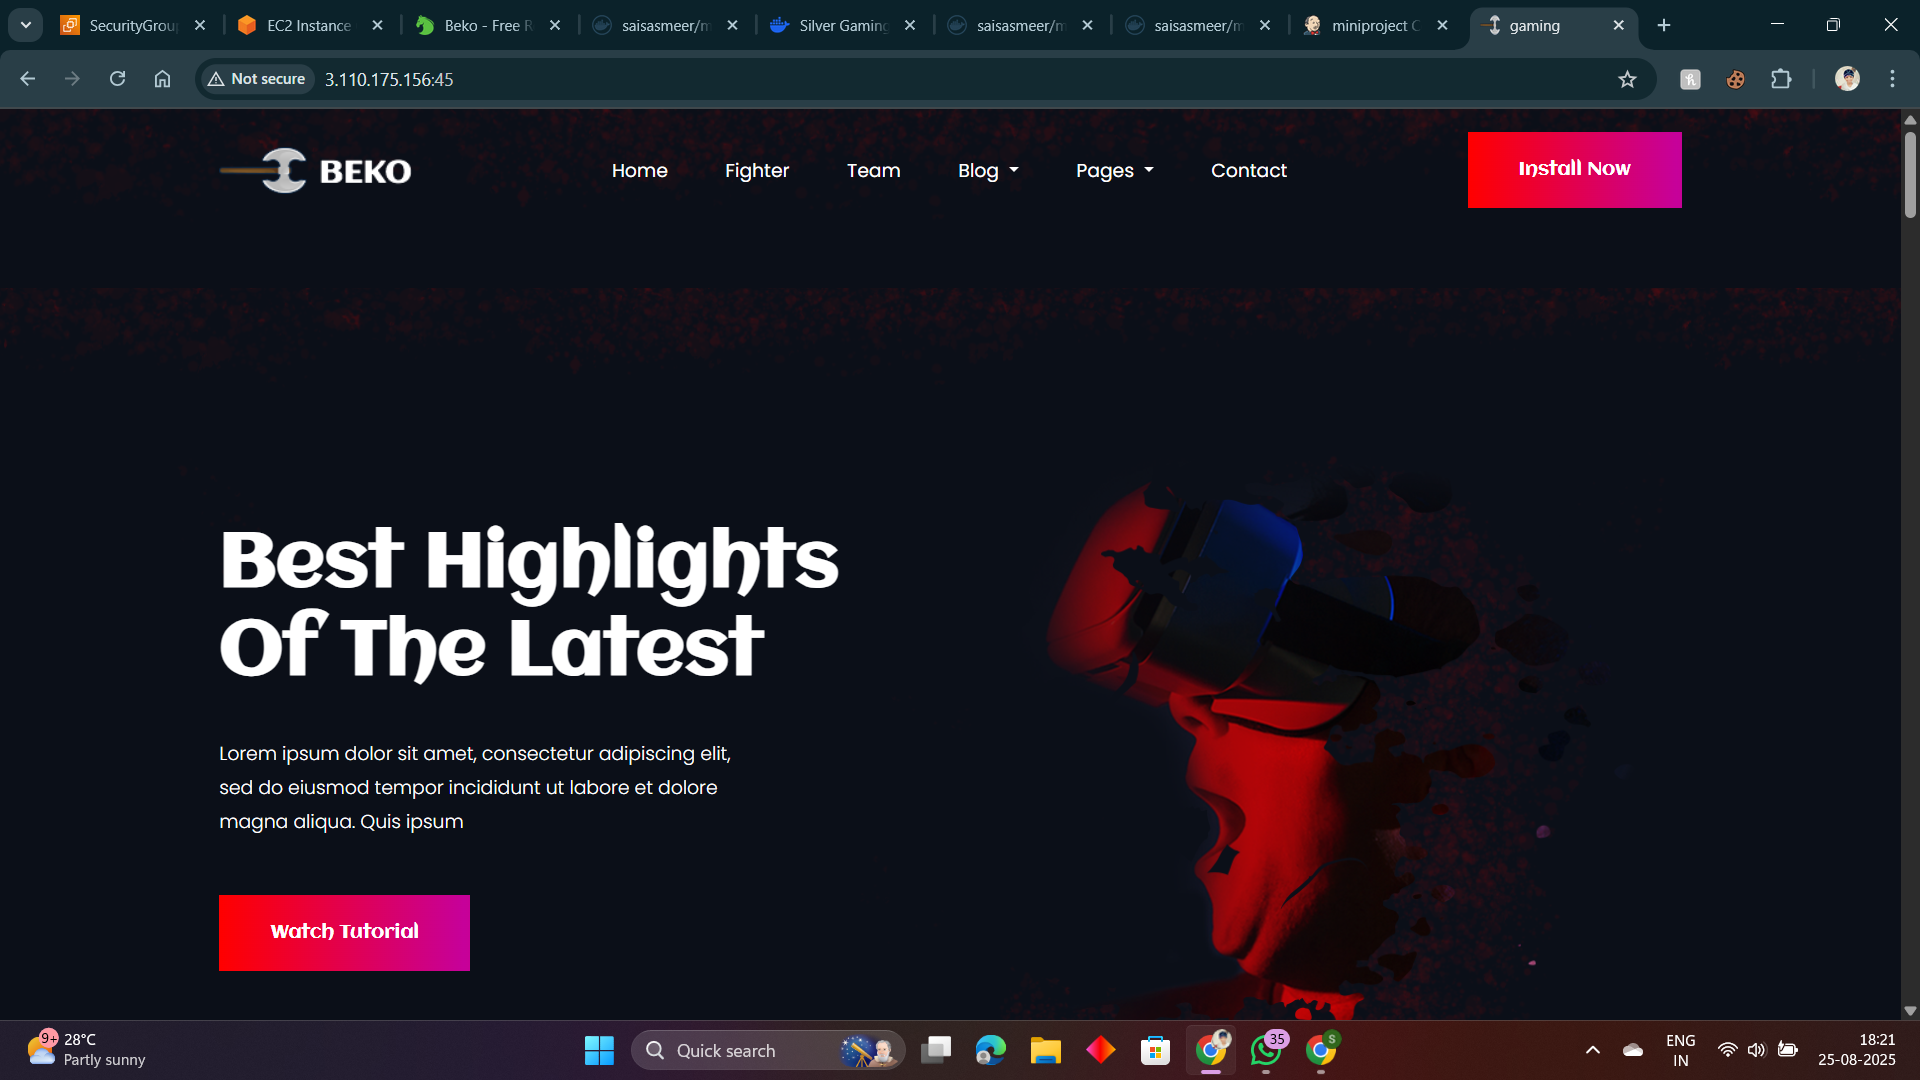 SecurityGroup
EC2 Instance
Beko - Free R
saisasmeer/m
Silver Gaming
saisasmeer/m
saisasmeer/m
miniproject C
gaming
Not secure
3.110.175.156:45
BEKO
Home
Fighter
Team
Blog
Pages
Contact
Install Now
Best Highlights
Of The Latest
Lorem ipsum dolor sit amet, consectetur adipiscing elit,
sed do eiusmod tempor incididunt ut labore et dolore
magna aliqua. Quis ipsum
Watch Tutorial
9+
28°C
Partly sunny
Quick search
35
S
ENG
IN
18:21
25-08-2025